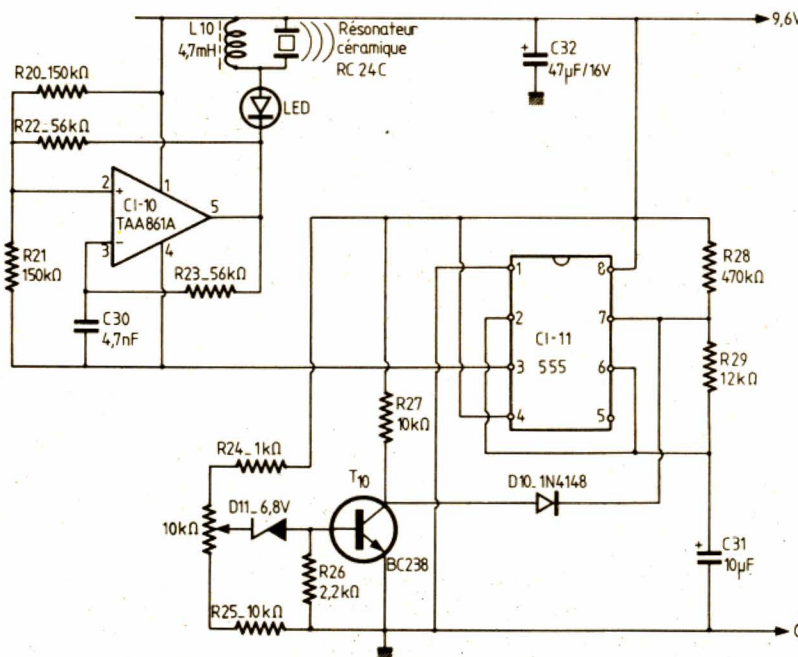 9,6V
L10
4,7mH
Résonateur
céramique
RC 24C
+
C32
47µF/16V
R20_150kΩ
LED
R22_56kΩ
2
+
1
CI-10
TAA861A
5
−
3
4
R21
150kΩ
R23_56kΩ
C30
4,7nF
1
8
2
7
CI-11
555
3
6
4
5
R28
470kΩ
R29
12kΩ
R27
10kΩ
R24_1kΩ
T10
D10_1N4148
10kΩ
D11_6,8V
BC238
R26
2,2kΩ
+
C31
10µF
R25_10kΩ
0